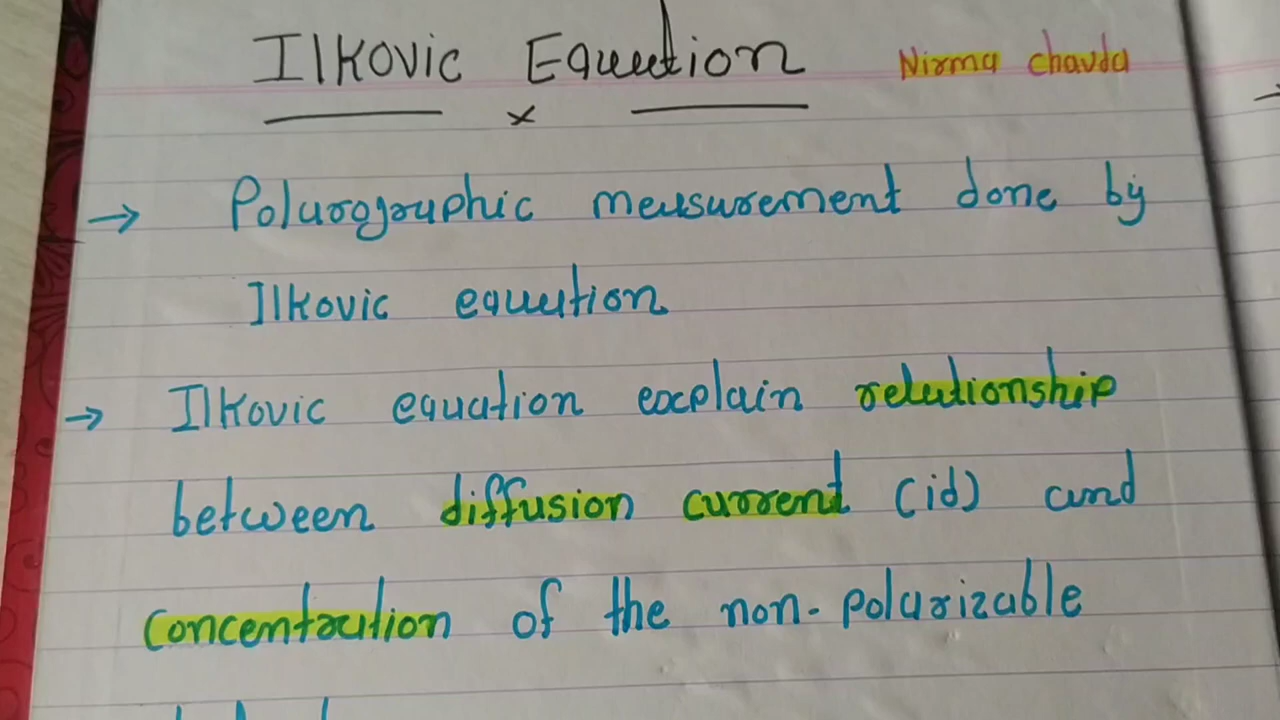 Ilkovic Equation Nirma chavda
x
→ Polarographic measurement done by
Ilkovic equation
→ Ilkovic equation explain relationship
between diffusion current (id) and
concentration of the non-polarizable